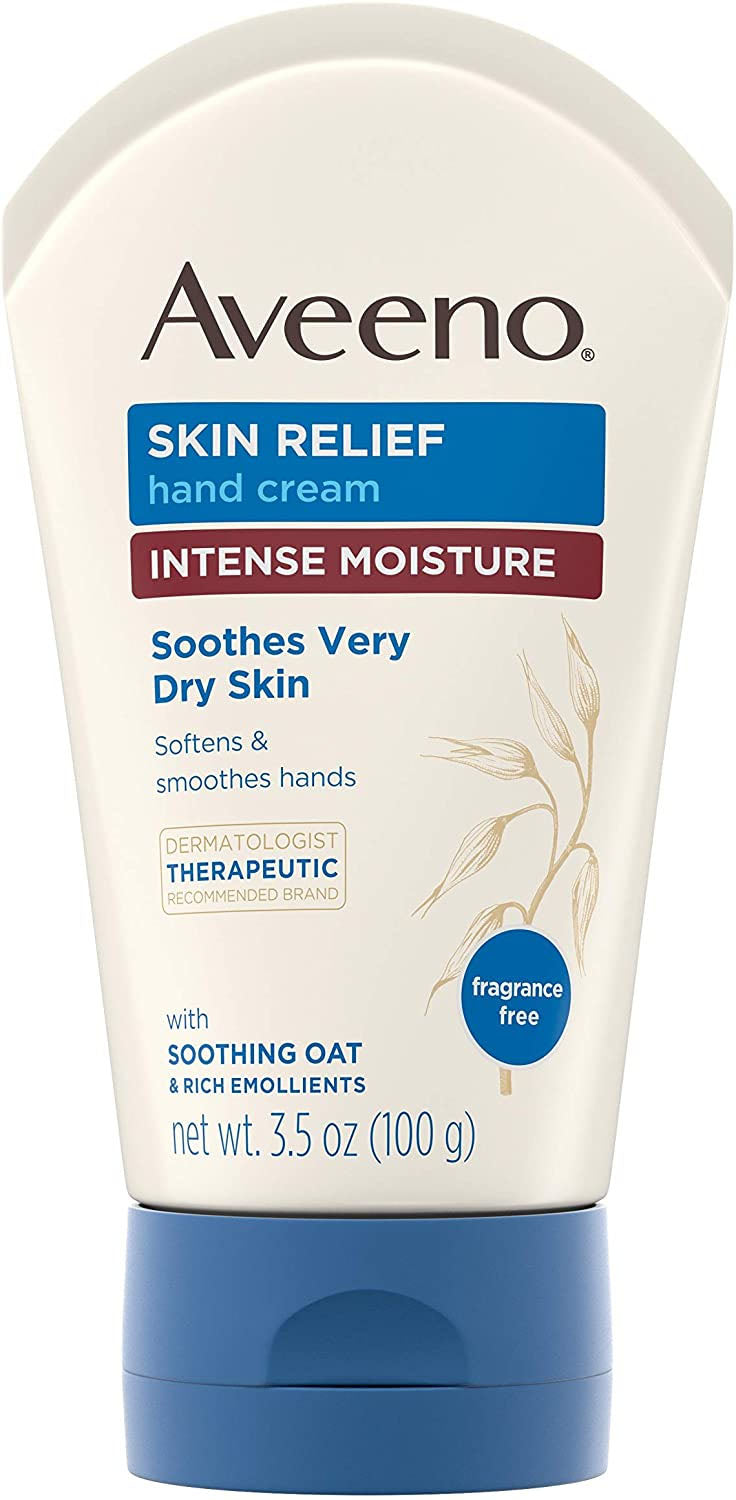 Aveeno®
SKIN RELIEF
hand cream
INTENSE MOISTURE
Soothes Very
Dry Skin
Softens &
smoothes hands
DERMATOLOGIST
THERAPEUTIC
RECOMMENDED BRAND
fragrance
free
with
SOOTHING OAT
& RICH EMOLLIENTS
net wt. 3.5 oz (100 g)